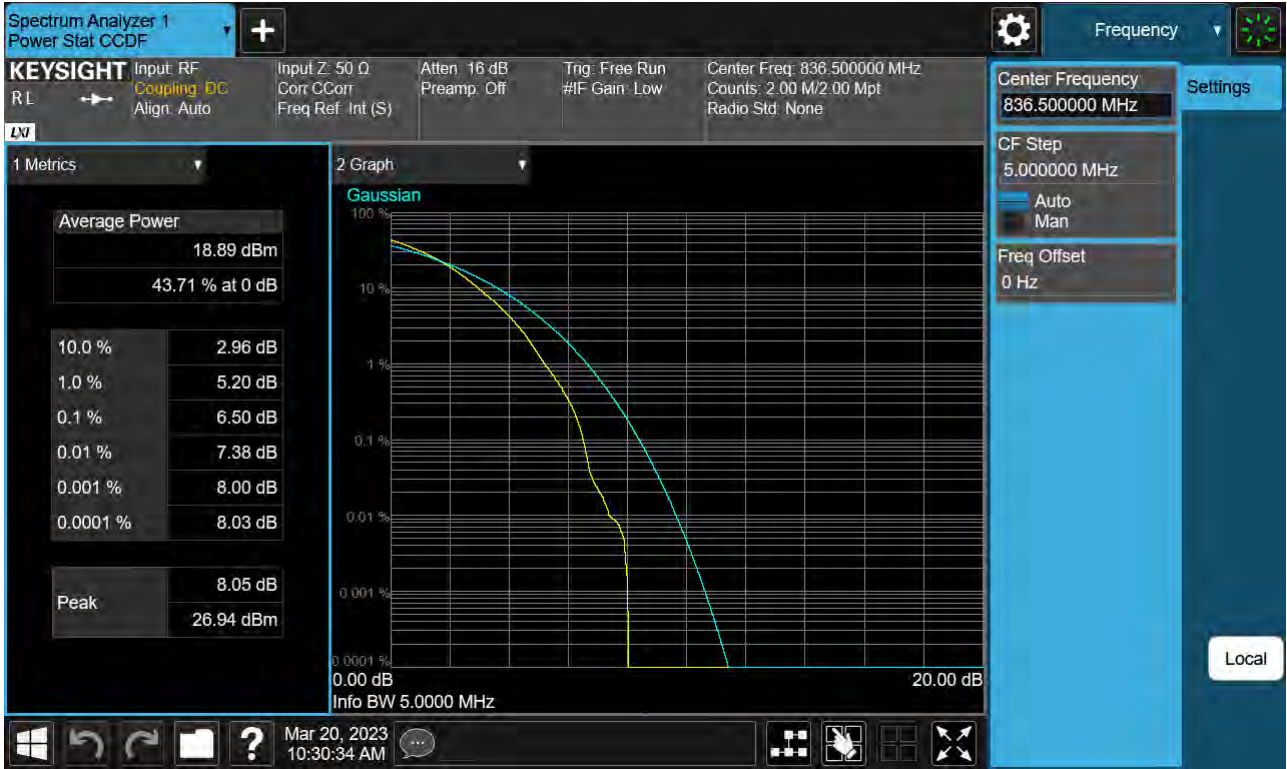 Spectrum Analyzer 1
Power Stat CCDF
Frequency
KEYSIGHT
R L
LXI
Input: RF
Coupling: DC
Align: Auto
Input Z: 50 Ω
Corr CCorr
Freq Ref: Int (S)
Atten: 16 dB
Preamp: Off
Trig: Free Run
#IF Gain: Low
Center Freq: 836.500000 MHz
Counts: 2.00 M/2.00 Mpt
Radio Std: None
Center Frequency
836.500000 MHz
Settings
CF Step
5.000000 MHz
Auto
Man
Freq Offset
0 Hz
1 Metrics
Average Power
18.89 dBm
43.71 % at 0 dB
10.0 % 2.96 dB
1.0 % 5.20 dB
0.1 % 6.50 dB
0.01 % 7.38 dB
0.001 % 8.00 dB
0.0001 % 8.03 dB
Peak
8.05 dB
26.94 dBm
2 Graph
Gaussian
100 %
10 %
1 %
0.1 %
0.01 %
0.001 %
0.0001 %
0.00 dB 20.00 dB
Info BW 5.0000 MHz
Local
?
Mar 20, 2023
10:30:34 AM